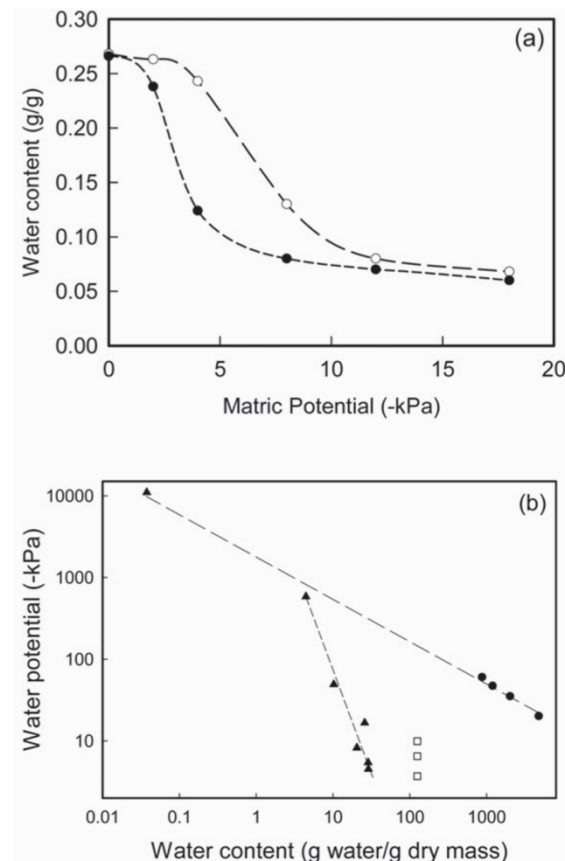 (a)
0.30
0.25
0.20
0.15
0.10
0.05
0.00
Water content (g/g)
0 5 10 15 20
Matric Potential (-kPa)
(b)
10000
1000
100
10
Water potential (-kPa)
0.01 0.1 1 10 100 1000
Water content (g water/g dry mass)